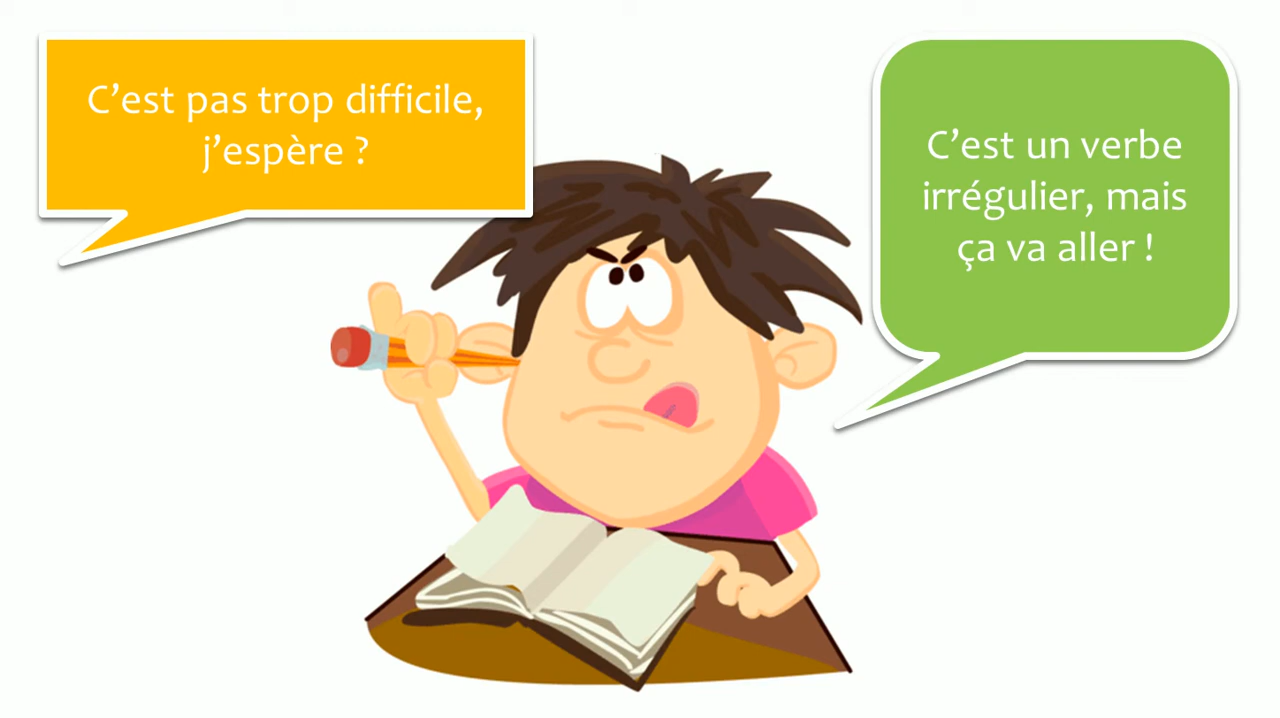 C’est pas trop difficile,
j’espère ?
C’est un verbe
irrégulier, mais
ça va aller !